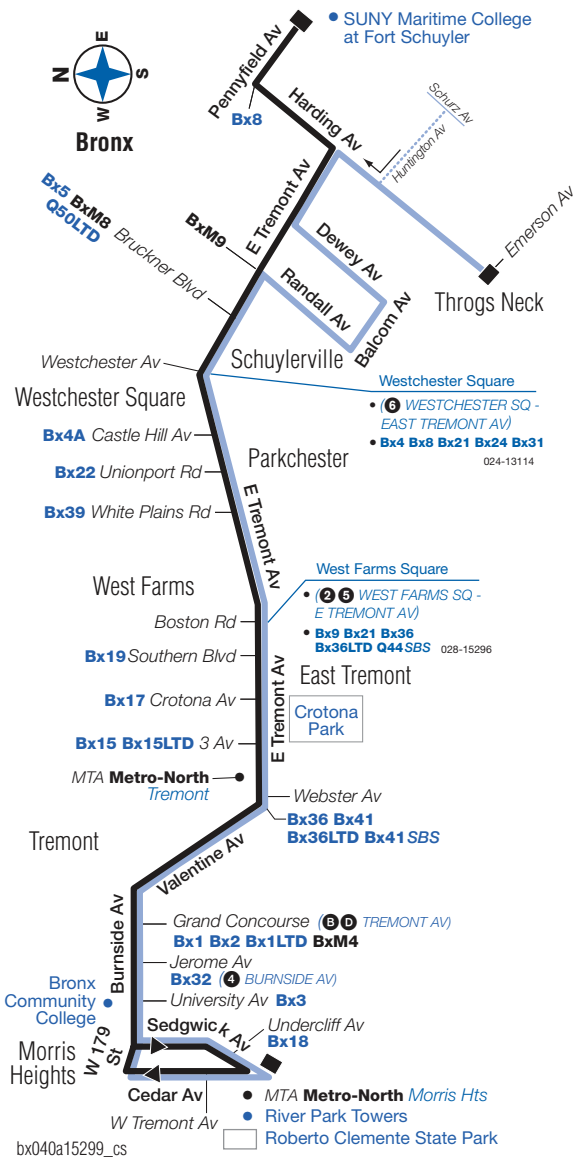 SUNY Maritime College
at Fort Schuyler
N
E
S
W
Bronx
Pennyfield Av
Bx8
Harding Av
Schurz Av
Huntington Av
Emerson Av
Throgs Neck
Bx5 BxM8
Q50LTD
Bruckner Blvd
BxM9
E Tremont Av
Dewey Av
Randall Av
Balcom Av
Schuylerville
Westchester Av
Westchester Square
Westchester Square
(6 WESTCHESTER SQ -
EAST TREMONT AV)
Bx4 Bx8 Bx21 Bx24 Bx31
024-13114
Bx4A Castle Hill Av
Parkchester
Bx22 Unionport Rd
Bx39 White Plains Rd
E Tremont Av
West Farms
West Farms Square
(2 5 WEST FARMS SQ -
E TREMONT AV)
Bx9 Bx21 Bx36
Bx36LTD Q44SBS 028-15296
Boston Rd
Bx19 Southern Blvd
East Tremont
Bx17 Crotona Av
E Tremont Av
Crotona
Park
Bx15 Bx15LTD 3 Av
MTA Metro-North
Tremont
Webster Av
Bx36 Bx41
Bx36LTD Bx41SBS
Tremont
Valentine Av
Burnside Av
Grand Concourse (B D TREMONT AV)
Bx1 Bx2 Bx1LTD BxM4
Jerome Av
Bx32 (4 BURNSIDE AV)
University Av Bx3
Bronx
Community
College
Sedgwick Av
Undercliff Av
Bx18
W 179
St
Morris
Heights
Cedar Av
W Tremont Av
MTA Metro-North Morris Hts
River Park Towers
Roberto Clemente State Park
bx040a15299_cs